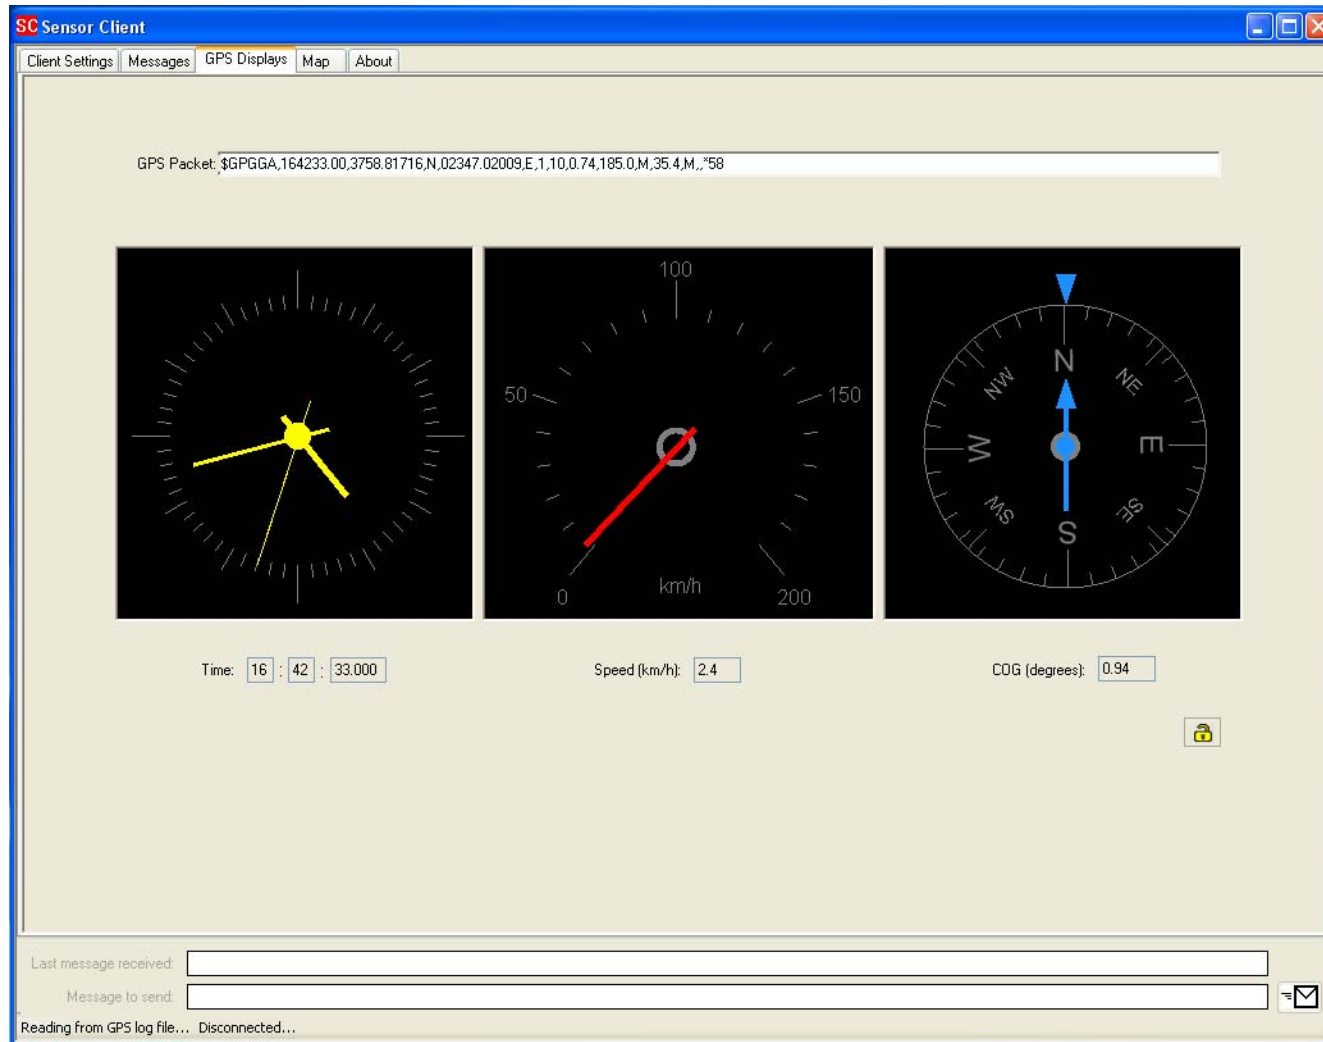 SC Sensor Client
Client Settings Messages GPS Displays Map About
GPS Packet: $GPGGA,164233.00,3758.81716,N,02347.02009,E,1,10,0.74,185.0,M,35.4,M,,*58
100
50 150
0 km/h 200
N
NW NE
W E
SW SE
S
Time: 16 : 42 : 33.000 Speed (km/h): 2.4 COG (degrees): 0.94
Last message received:
Message to send:
Reading from GPS log file... Disconnected...